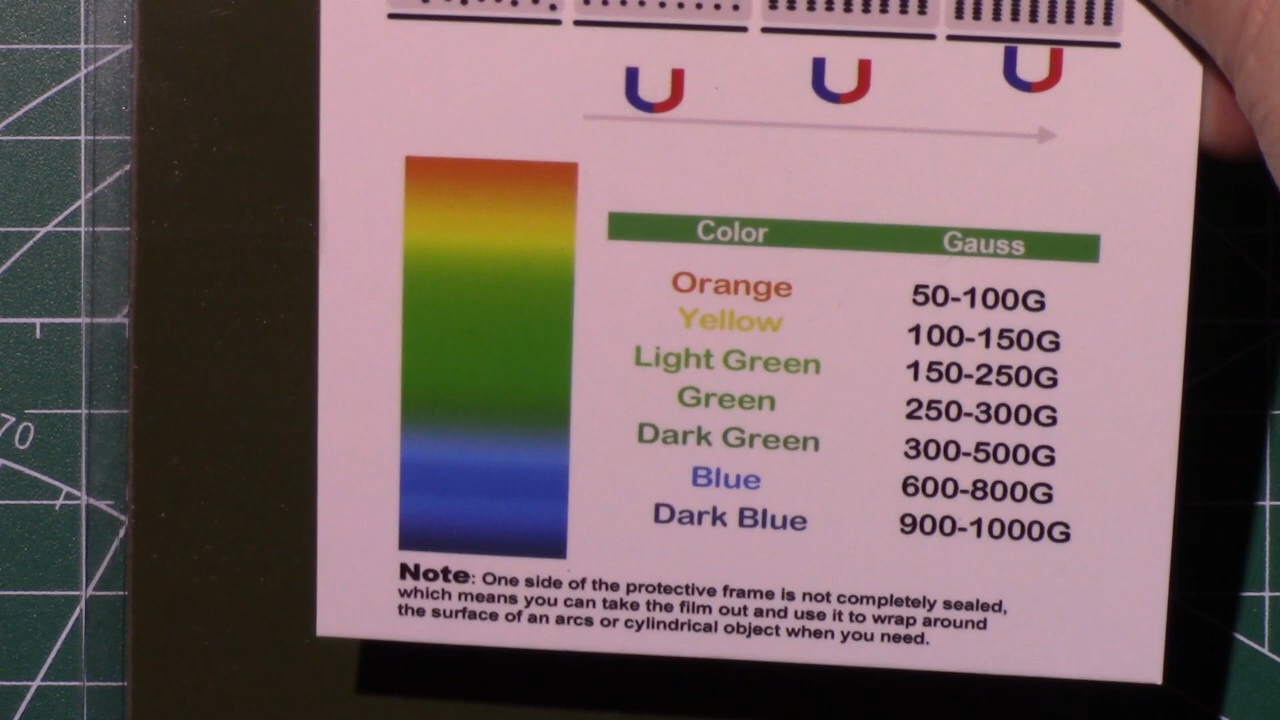 Color Gauss
Orange 50-100G
Yellow 100-150G
Light Green 150-250G
Green 250-300G
Dark Green 300-500G
Blue 600-800G
Dark Blue 900-1000G
Note: One side of the protective frame is not completely sealed,
which means you can take the film out and use it to wrap around
the surface of an arcs or cylindrical object when you need.
70